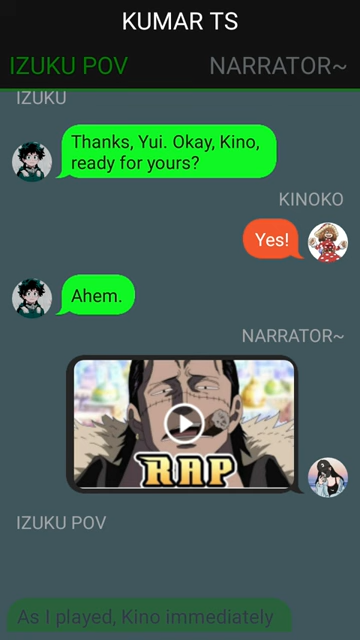 KUMAR TS
IZUKU POV
NARRATOR~
IZUKU
Thanks, Yui. Okay, Kino,
ready for yours?
KINOKO
Yes!
Ahem.
NARRATOR~
RAP
IZUKU POV
As I played, Kino immediately